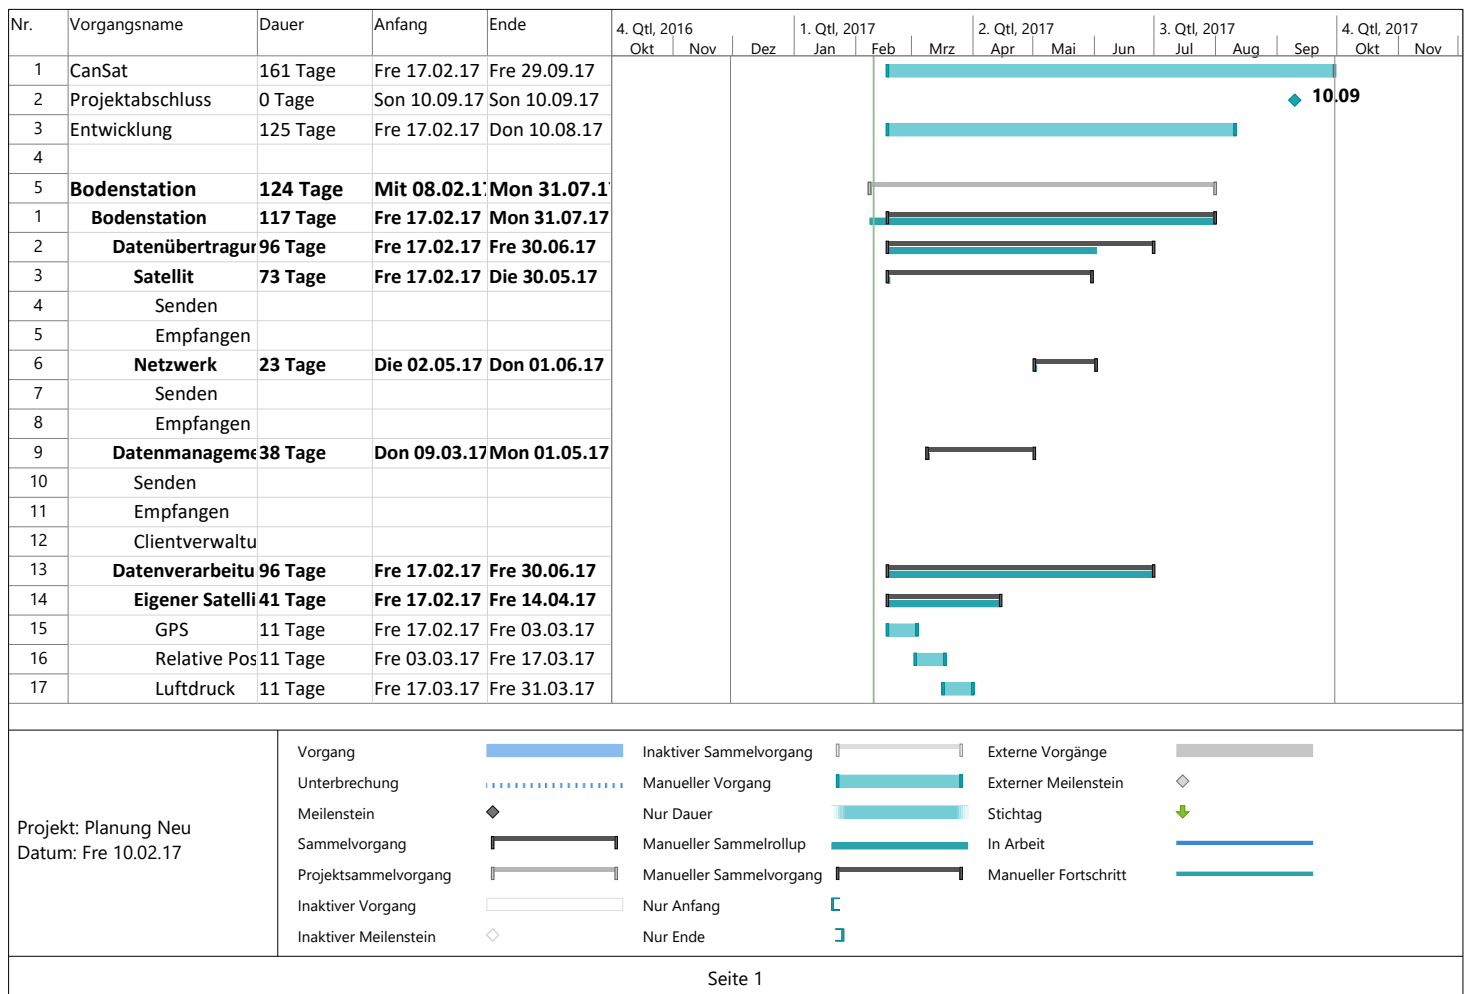 Nr. Vorgangsname Dauer Anfang Ende
4. Qtl, 2016 1. Qtl, 2017 2. Qtl, 2017 3. Qtl, 2017 4. Qtl, 2017
Okt Nov Dez Jan Feb Mrz Apr Mai Jun Jul Aug Sep Okt Nov
1 CanSat 161 Tage Fre 17.02.17 Fre 29.09.17
2 Projektabschluss 0 Tage Son 10.09.17 Son 10.09.17 10.09
3 Entwicklung 125 Tage Fre 17.02.17 Don 10.08.17
4
5 Bodenstation 124 Tage Mit 08.02.1 Mon 31.07.1
1 Bodenstation 117 Tage Fre 17.02.17 Mon 31.07.17
2 Datenübertragur 96 Tage Fre 17.02.17 Fre 30.06.17
3 Satellit 73 Tage Fre 17.02.17 Die 30.05.17
4 Senden
5 Empfangen
6 Netzwerk 23 Tage Die 02.05.17 Don 01.06.17
7 Senden
8 Empfangen
9 Datenmanageme 38 Tage Don 09.03.17 Mon 01.05.17
10 Senden
11 Empfangen
12 Clientverwaltu
13 Datenverarbeitu 96 Tage Fre 17.02.17 Fre 30.06.17
14 Eigener Satelli 41 Tage Fre 17.02.17 Fre 14.04.17
15 GPS 11 Tage Fre 17.02.17 Fre 03.03.17
16 Relative Pos 11 Tage Fre 03.03.17 Fre 17.03.17
17 Luftdruck 11 Tage Fre 17.03.17 Fre 31.03.17
Projekt: Planung Neu
Datum: Fre 10.02.17
Vorgang
Unterbrechung
Meilenstein
Sammelvorgang
Projektsammelvorgang
Inaktiver Vorgang
Inaktiver Meilenstein
Inaktiver Sammelvorgang
Manueller Vorgang
Nur Dauer
Manueller Sammelrollup
Manueller Sammelvorgang
Nur Anfang
Nur Ende
Externe Vorgänge
Externer Meilenstein
Stichtag
In Arbeit
Manueller Fortschritt
Seite 1